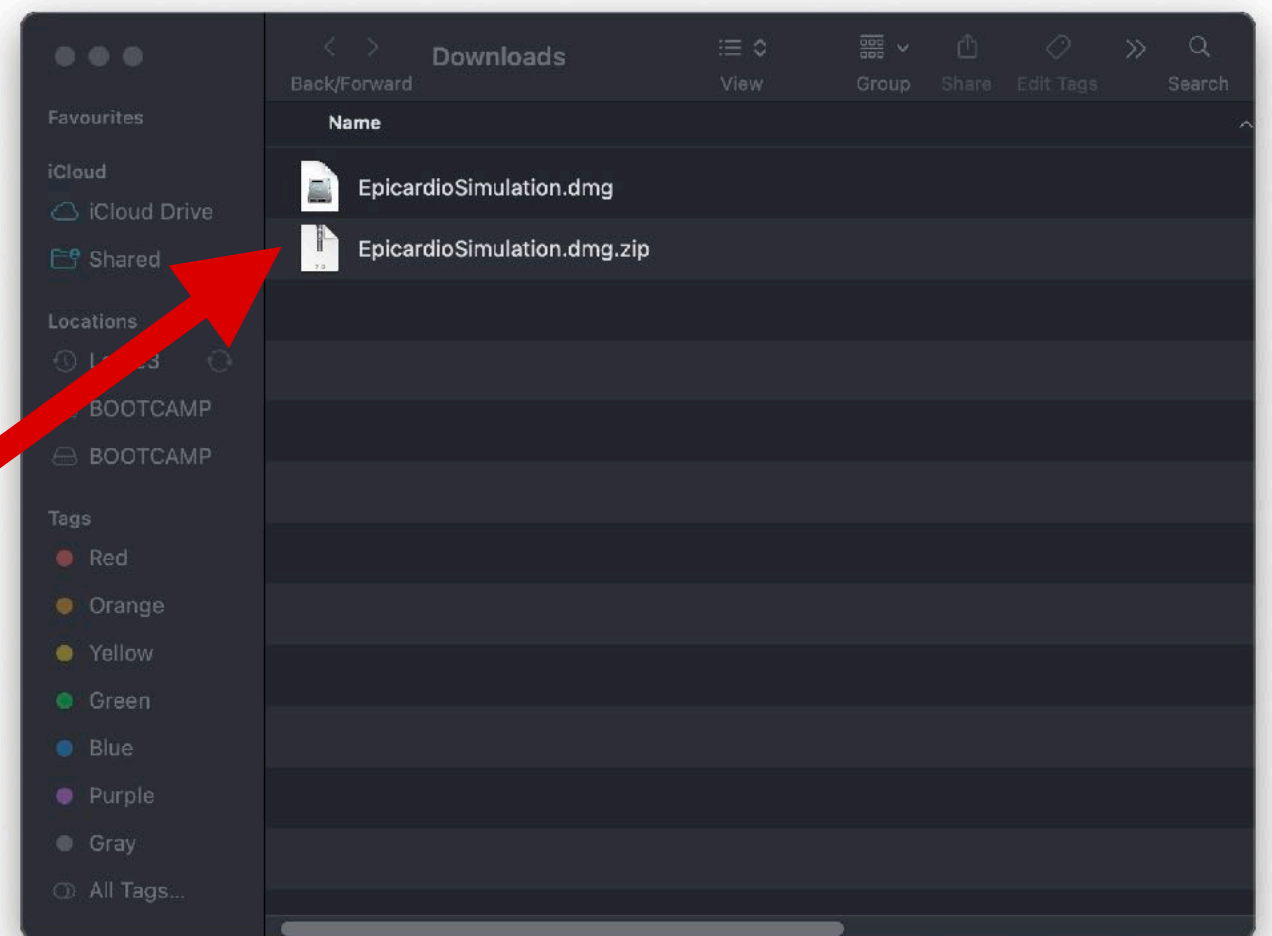 Downloads
Back/Forward
View
Group
Share
Edit Tags
Search
Favourites
Name
iCloud
iCloud Drive
Shared
EpicardioSimulation.dmg
EpicardioSimulation.dmg.zip
Locations
BOOTCAMP
BOOTCAMP
Tags
Red
Orange
Yellow
Green
Blue
Purple
Gray
All Tags...